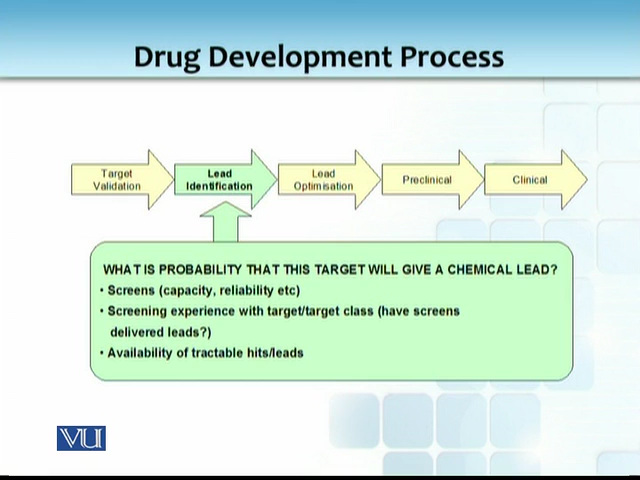 Drug Development Process
Target
Validation
Lead
Identification
Lead
Optimisation
Preclinical
Clinical
WHAT IS PROBABILITY THAT THIS TARGET WILL GIVE A CHEMICAL LEAD?
• Screens (capacity, reliability etc)
• Screening experience with target/target class (have screens
delivered leads?)
• Availability of tractable hits/leads
VU